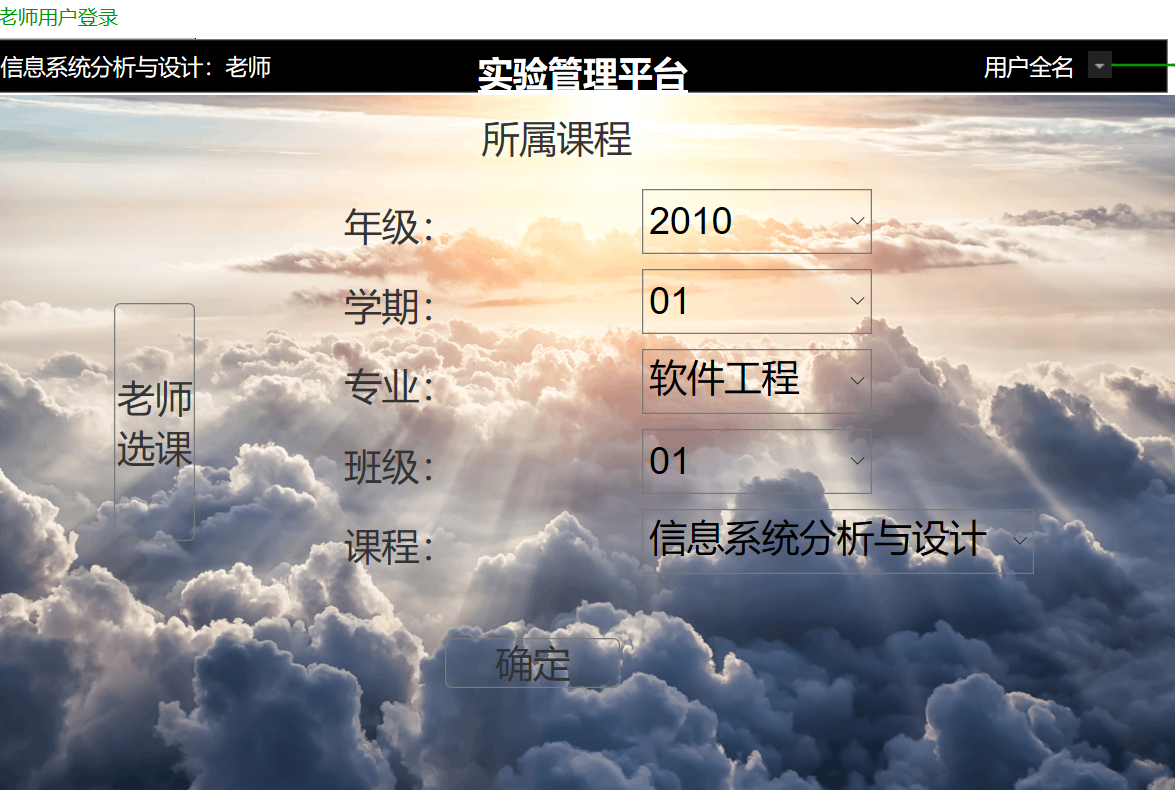 老师用户登录
信息系统分析与设计：老师
实验管理平台
用户全名
所属课程
年级：
2010
学期：
01
专业：
软件工程
班级：
01
课程：
信息系统分析与设计
老师
选课
确定